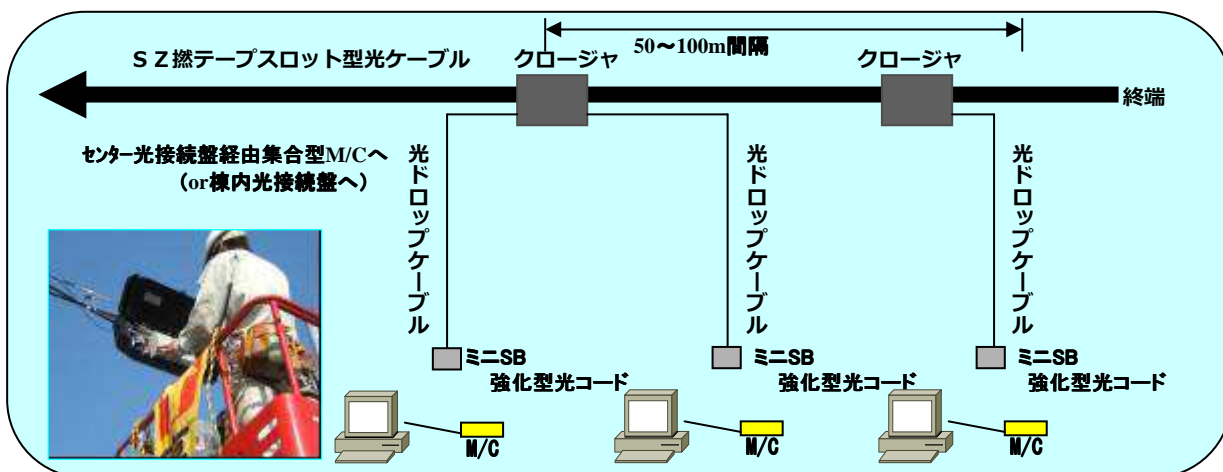 50～100m間隔
ＳＺ撚テープスロット型光ケーブル
クロージャ
クロージャ
終端
ｾﾝﾀｰ光接続盤経由集合型M/Cへ
（or棟内光接続盤へ）
光ドロップケーブル
光ドロップケーブル
光ドロップケーブル
ミニSB
強化型光コード
ミニSB
強化型光コード
ミニSB
強化型光コード
M/C
M/C
M/C